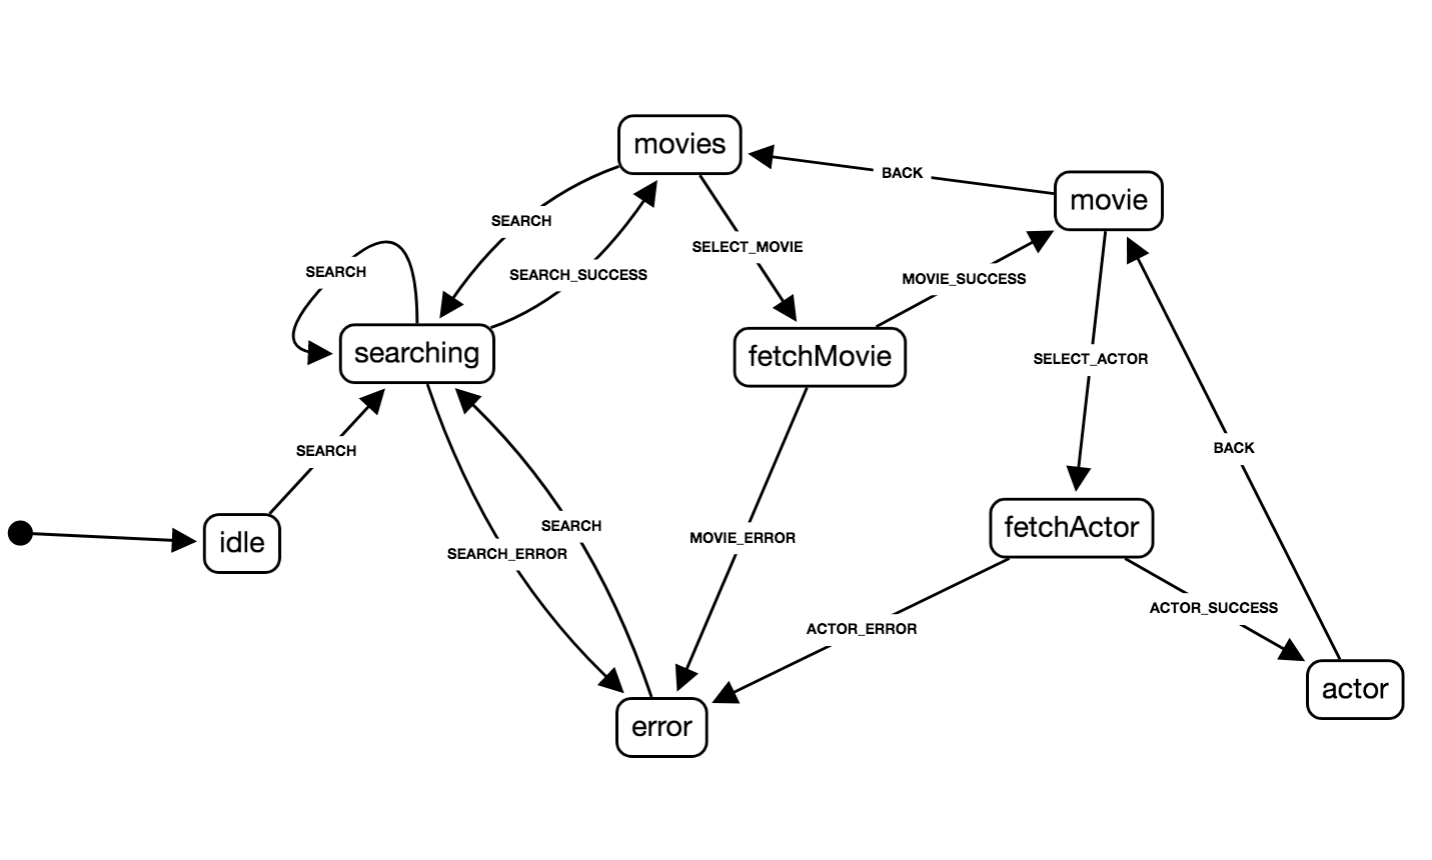 movies
BACK
movie
SEARCH
SELECT_MOVIE
SEARCH
SEARCH_SUCCESS
MOVIE_SUCCESS
searching
fetchMovie
SELECT_ACTOR
SEARCH
BACK
idle
SEARCH
SEARCH_ERROR
MOVIE_ERROR
fetchActor
ACTOR_ERROR
ACTOR_SUCCESS
error
actor